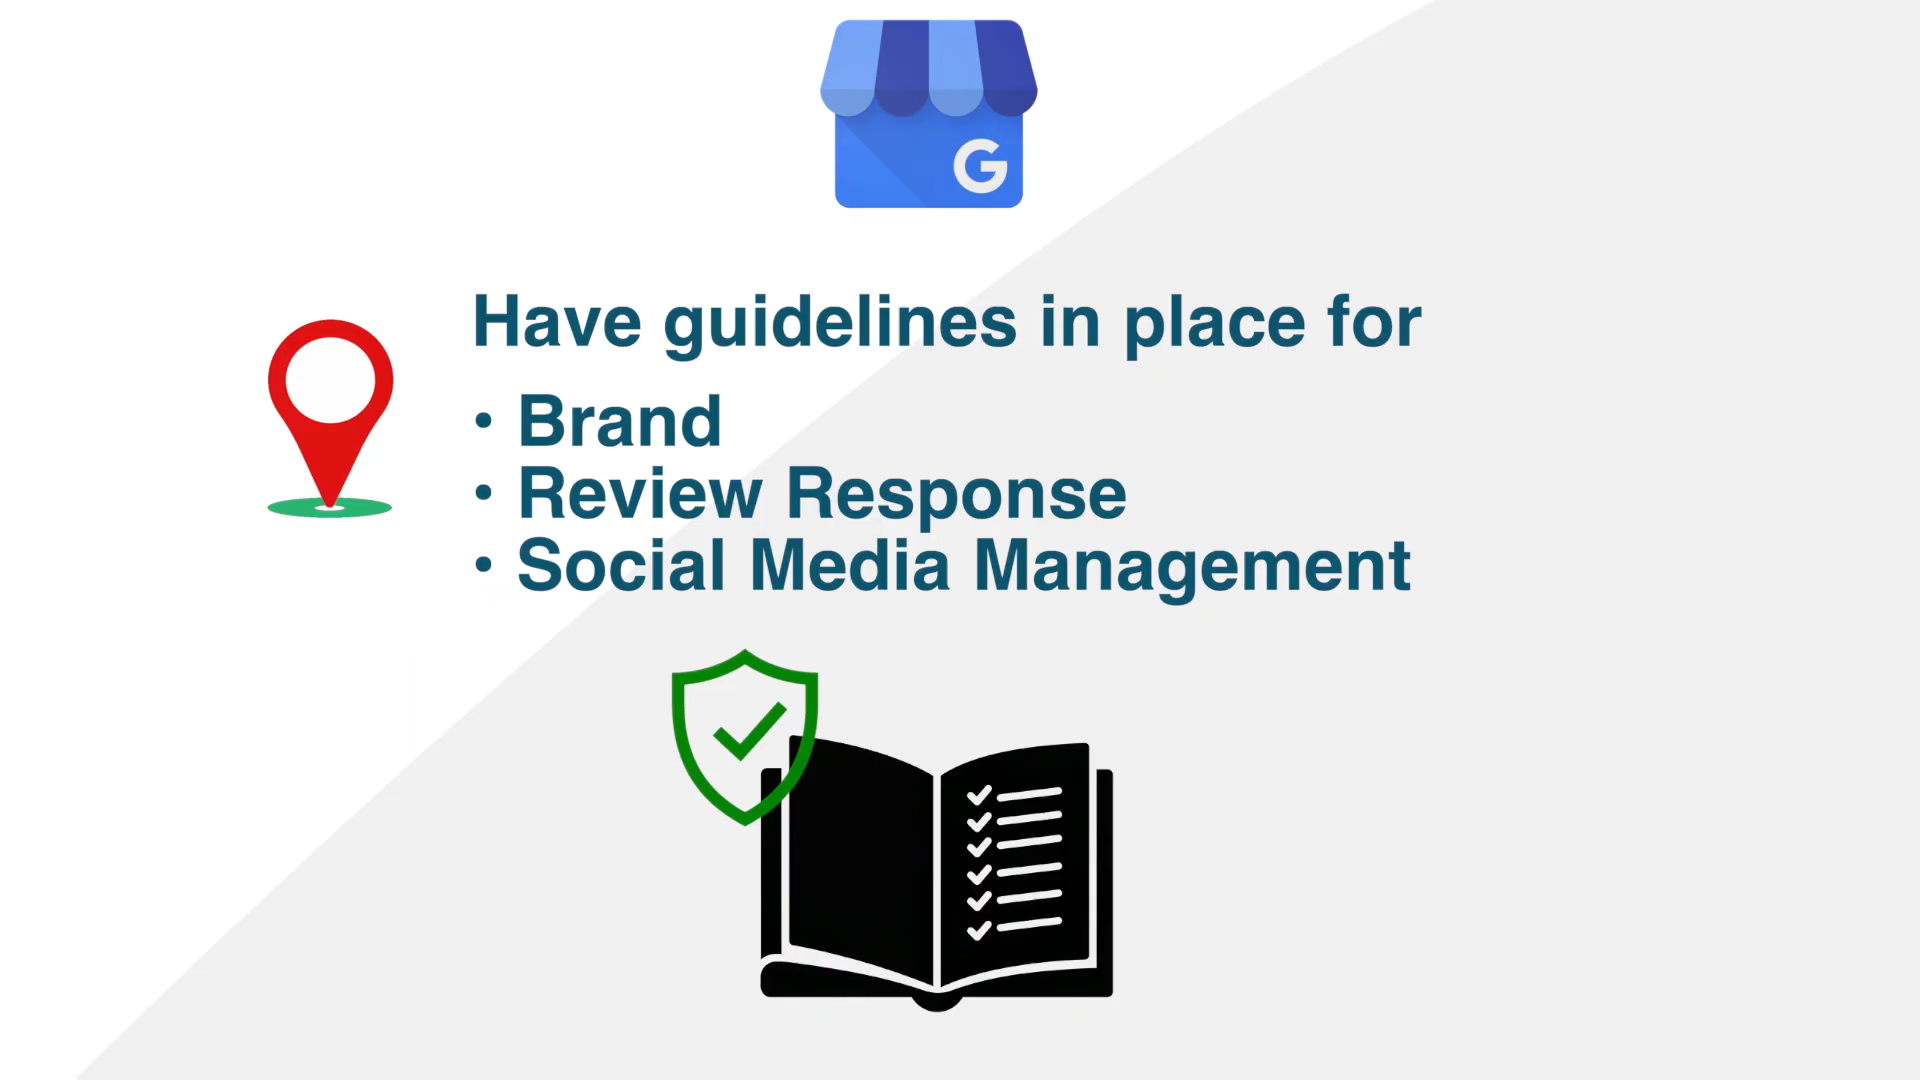 G
Have guidelines in place for
• Brand
• Review Response
• Social Media Management